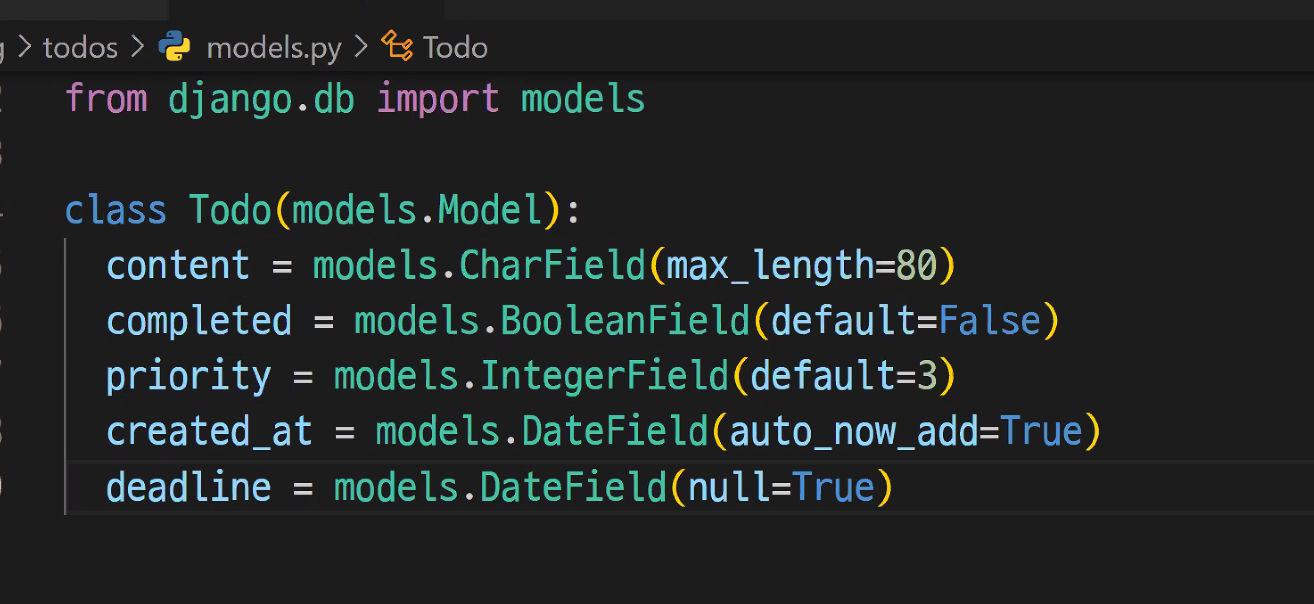 todos > models.py > Todo
from django.db import models
class Todo(models.Model):
content = models.CharField(max_length=80)
completed = models.BooleanField(default=False)
priority = models.IntegerField(default=3)
created_at = models.DateField(auto_now_add=True)
deadline = models.DateField(null=True)